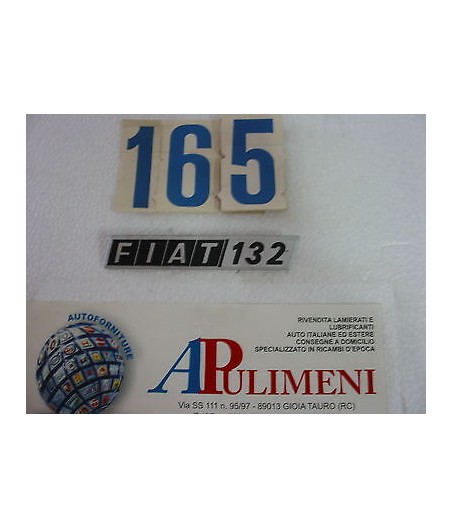 165
FIAT 132
AUTOFORNITURE
RIVENDITA LAMIERATI E
LUBRIFICANTI
AUTO ITALIANE ED ESTERE
CONSEGNE A DOMICILIO
SPECIALIZZATO IN RICAMBI D'EPOCA
APULIMENI
Via SS 111 n. 95/97 - 89013 GIOIA TAURO (RC)